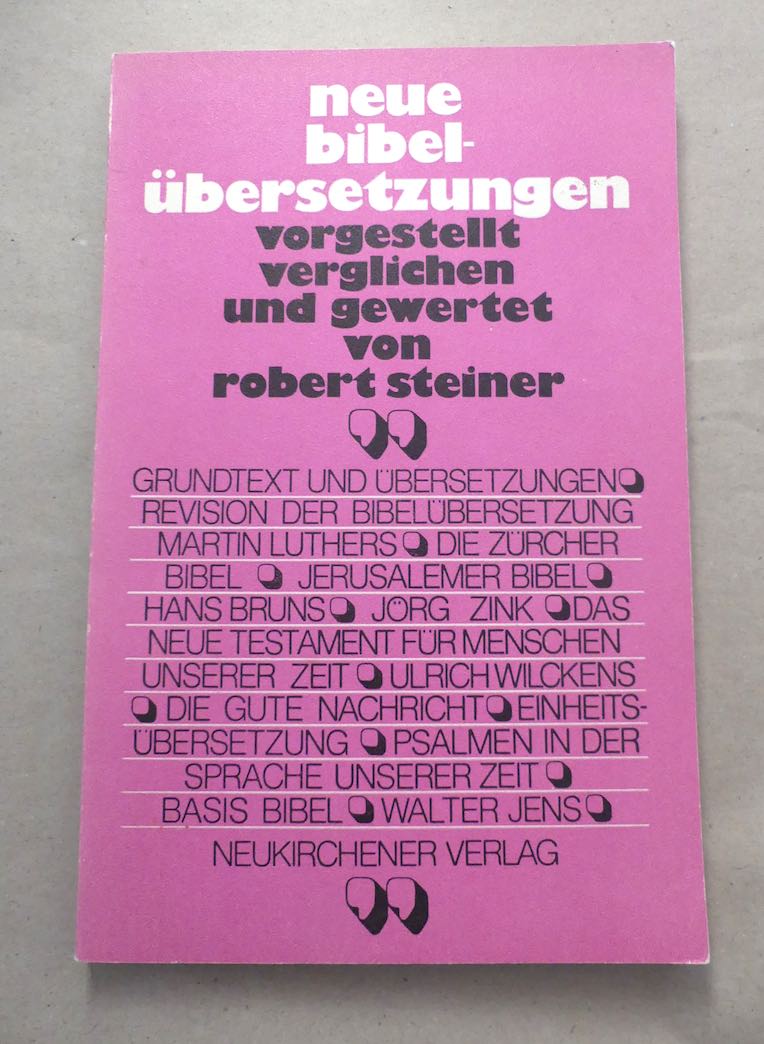 neue
bibel-
übersetzungen
vorgestellt
verglichen
und gewertet
von
robert steiner
GRUNDTEXT UND ÜBERSETZUNGEN
REVISION DER BIBELÜBERSETZUNG
MARTIN LUTHERS DIE ZÜRCHER
BIBEL JERUSALEMER BIBEL
HANS BRUNS JÖRG ZINK DAS
NEUE TESTAMENT FÜR MENSCHEN
UNSERER ZEIT ULRICH WILCKENS
DIE GUTE NACHRICHT EINHEITS-
ÜBERSETZUNG PSALMEN IN DER
SPRACHE UNSERER ZEIT
BASIS BIBEL WALTER JENS
NEUKIRCHENER VERLAG